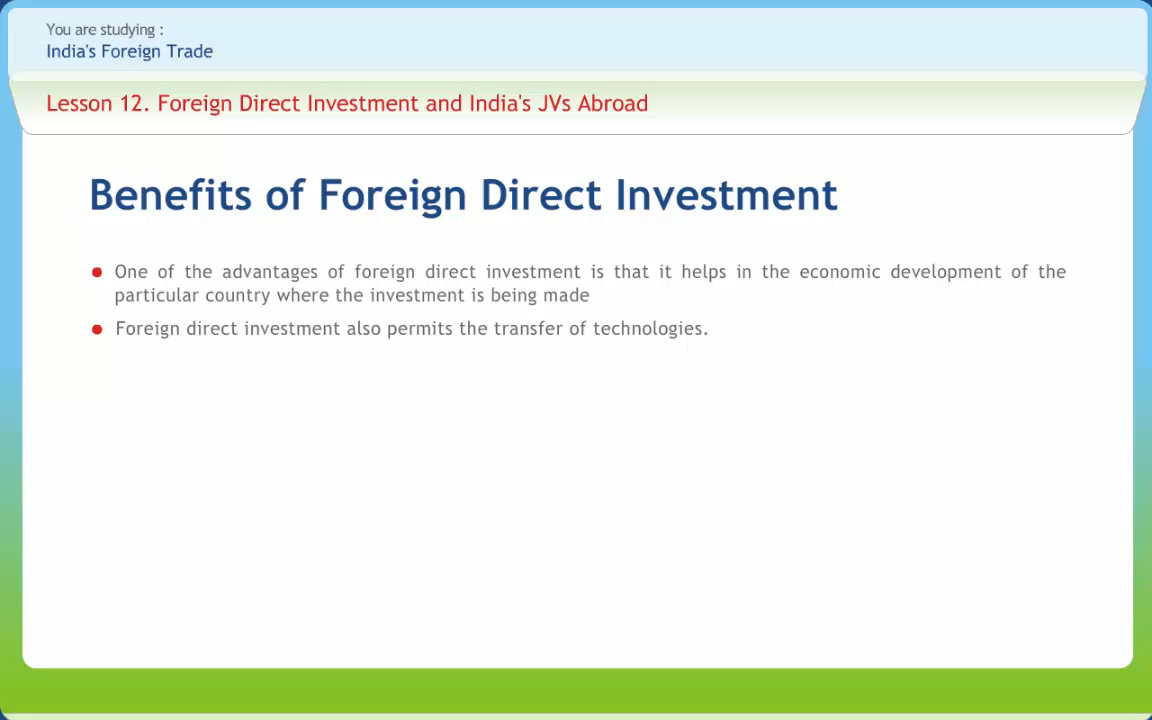 You are studying :
India's Foreign Trade
Lesson 12. Foreign Direct Investment and India's JVs Abroad
Benefits of Foreign Direct Investment
One of the advantages of foreign direct investment is that it helps in the economic development of the
particular country where the investment is being made
Foreign direct investment also permits the transfer of technologies.